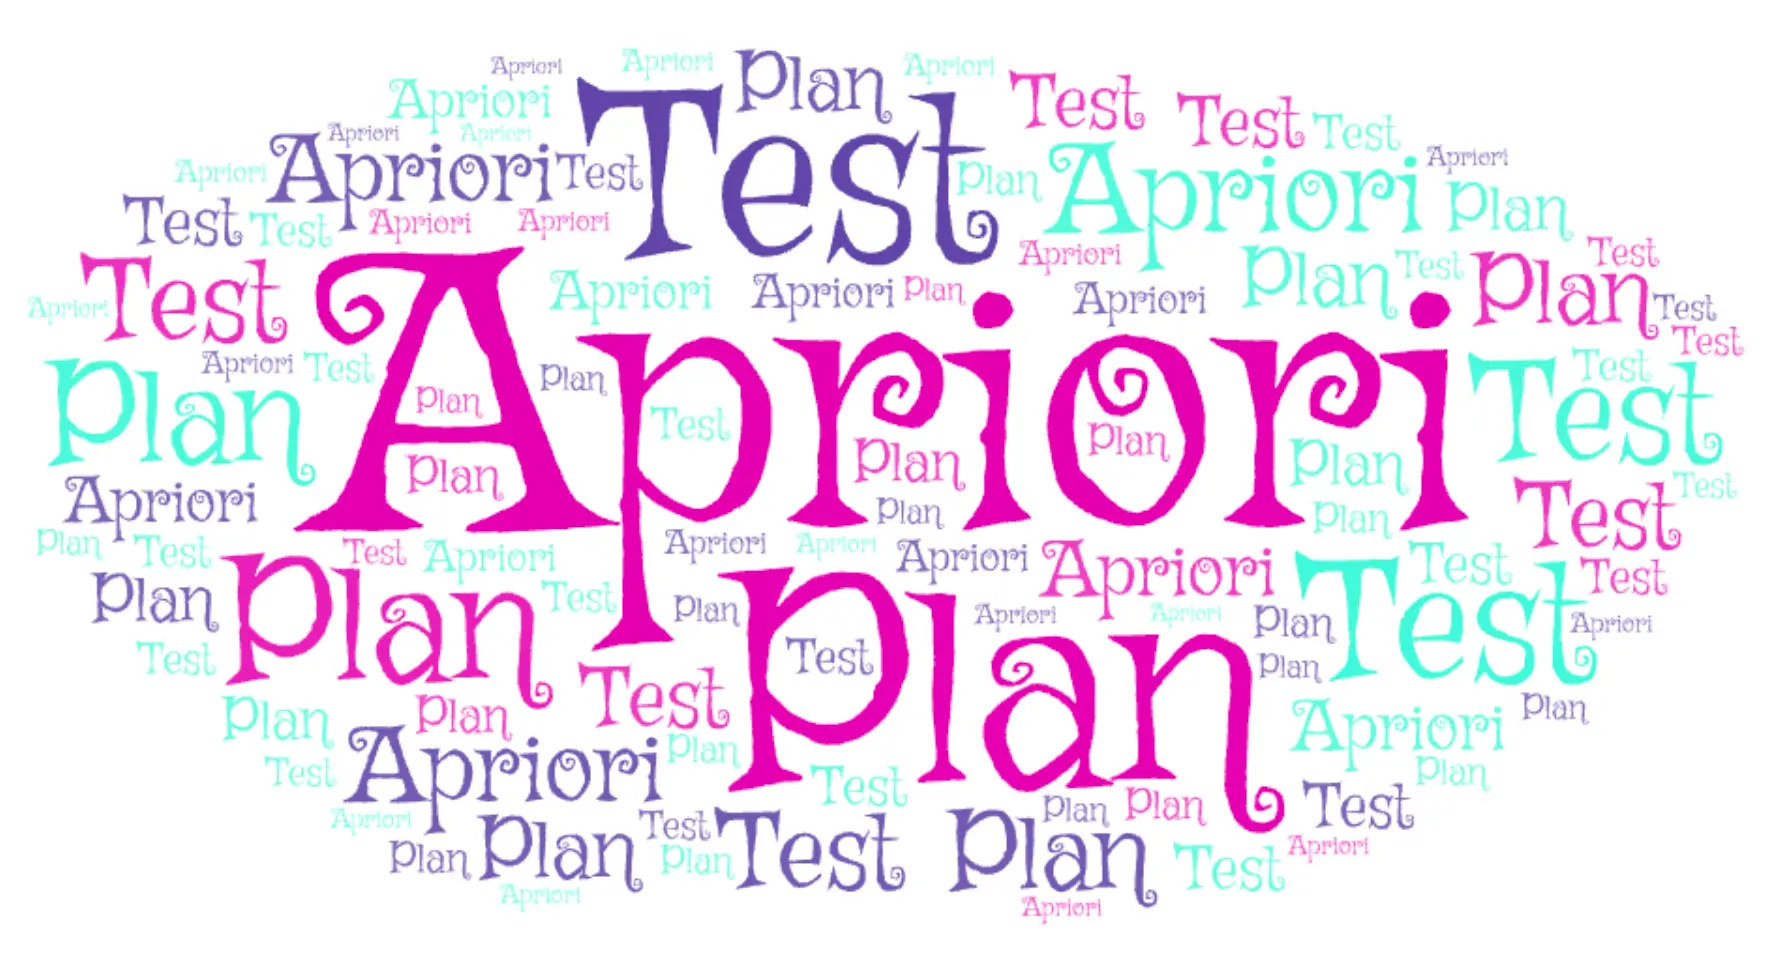 Apriori Apriori Plan Apriori
Apriori Test Test Test Test
Apriori Apriori
Apriori Apriori Test Plan Apriori Plan Apriori
Test Test Apriori Apriori
Test Apriori Plan Test Plan Test
Apriori Apriori Apriori Plan Apriori Test
Apriori Test
Apriori Test Plan Test Test
Plan Plan Test Plan Plan Plan
Plan Test
Apriori Plan Plan Test
Plan Test Test Apriori Apriori Apriori Apriori Apriori Test Test Test
Plan Plan Test Plan Plan Apriori Apriori Plan Apriori
Test Test Plan
Plan Plan Test Apriori Plan
Test Apriori Plan Test Plan
Apriori Test Plan Plan Test
Plan Plan Plan Test Plan Test Apriori
Apriori Apriori